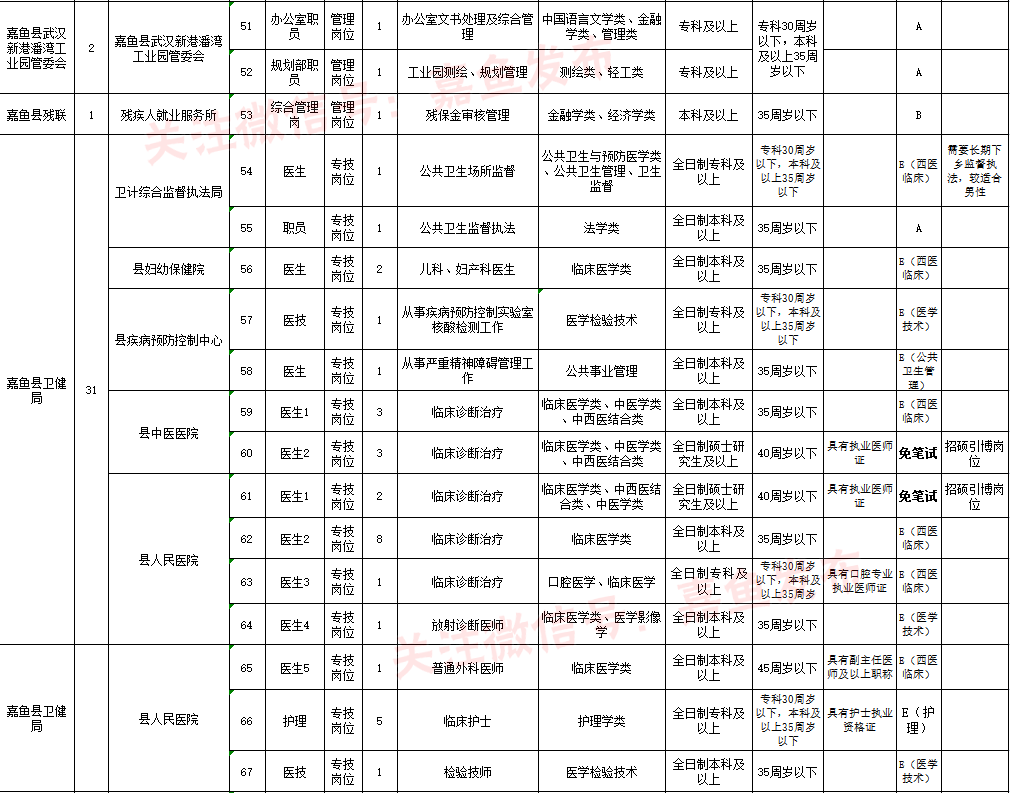 嘉鱼县武汉
新港潘湾工
业园管委会
2
嘉鱼县武汉新港潘湾
工业园管委会
51
办公室职
员
管理
岗位
1
办公室文书处理及综合管
理
中国语言文学类、金融
学类、管理类
专科及以上
专科30周岁
以下，本科
及以上35周
岁以下
A
52
规划部职
员
管理
岗位
1
工业园测绘、规划管理
测绘类、轻工类
专科及以上
A
嘉鱼县残联
1
残疾人就业服务所
53
综合管理
岗
管理
岗位
1
残保金审核管理
金融学类、经济学类
本科及以上
35周岁以下
B
嘉鱼县卫健
局
31
卫计综合监督执法局
54
医生
专技
岗位
1
公共卫生场所监督
公共卫生与预防医学类
、公共卫生管理、卫生
监督
全日制专科及
以上
专科30周岁
以下，本科及
以上35周岁
以下
E（西医
临床）
需要长期下
乡监督执
法，较适合
男性
55
职员
专技
岗位
1
公共卫生监督执法
法学类
全日制本科及
以上
35周岁以下
A
县妇幼保健院
56
医生
专技
岗位
2
儿科、妇产科医生
临床医学类
全日制本科及
以上
35周岁以下
E（西医
临床）
县疾病预防控制中心
57
医技
专技
岗位
1
从事疾病预防控制实验室
核酸检测工作
医学检验技术
全日制专科及
以上
专科30周岁
以下，本科及
以上35周岁
以下
E（医学
技术）
58
医生
专技
岗位
1
从事严重精神障碍管理工
作
公共事业管理
全日制本科及
以上
35周岁以下
E（公共
卫生管
理）
县中医医院
59
医生1
专技
岗位
3
临床诊断治疗
临床医学类、中医学类
、中西医结合类
全日制本科及
以上
35周岁以下
E（西医
临床）
60
医生2
专技
岗位
3
临床诊断治疗
临床医学类、中医学类
、中西医结合类
全日制硕士研
究生及以上
40周岁以下
具有执业医师
证
免笔试
招硕引博岗
位
县人民医院
61
医生1
专技
岗位
2
临床诊断治疗
临床医学类、中西医结
合类、中医学类
全日制硕士研
究生及以上
40周岁以下
具有执业医师
证
免笔试
招硕引博岗
位
62
医生2
专技
岗位
8
临床诊断治疗
临床医学类
全日制本科及
以上
35周岁以下
E（西医
临床）
63
医生3
专技
岗位
1
临床诊断治疗
口腔医学、临床医学
全日制专科及
以上
专科30周岁
以下，本科及
以上35周岁
具有口腔专业
执业医师证
E（西医
临床）
64
医生4
专技
岗位
1
放射诊断医师
临床医学类、医学影像
学
全日制本科及
以上
35周岁以下
E（医学
技术）
嘉鱼县卫健
局
县人民医院
65
医生5
专技
岗位
1
普通外科医师
临床医学类
全日制本科及
以上
45周岁以下
具有副主任医
师及以上职称
E（西医
临床）
66
护理
专技
岗位
5
临床护士
护理学类
全日制专科及
以上
专科30周岁
以下，本科及
以上35周岁
以下
具有护士执业
资格证
E（护
理）
67
医技
专技
岗位
1
检验技师
医学检验技术
全日制本科及
以上
35周岁以下
E（医学
技术）
关注微信号：嘉鱼发布
关注微信号：嘉鱼发布